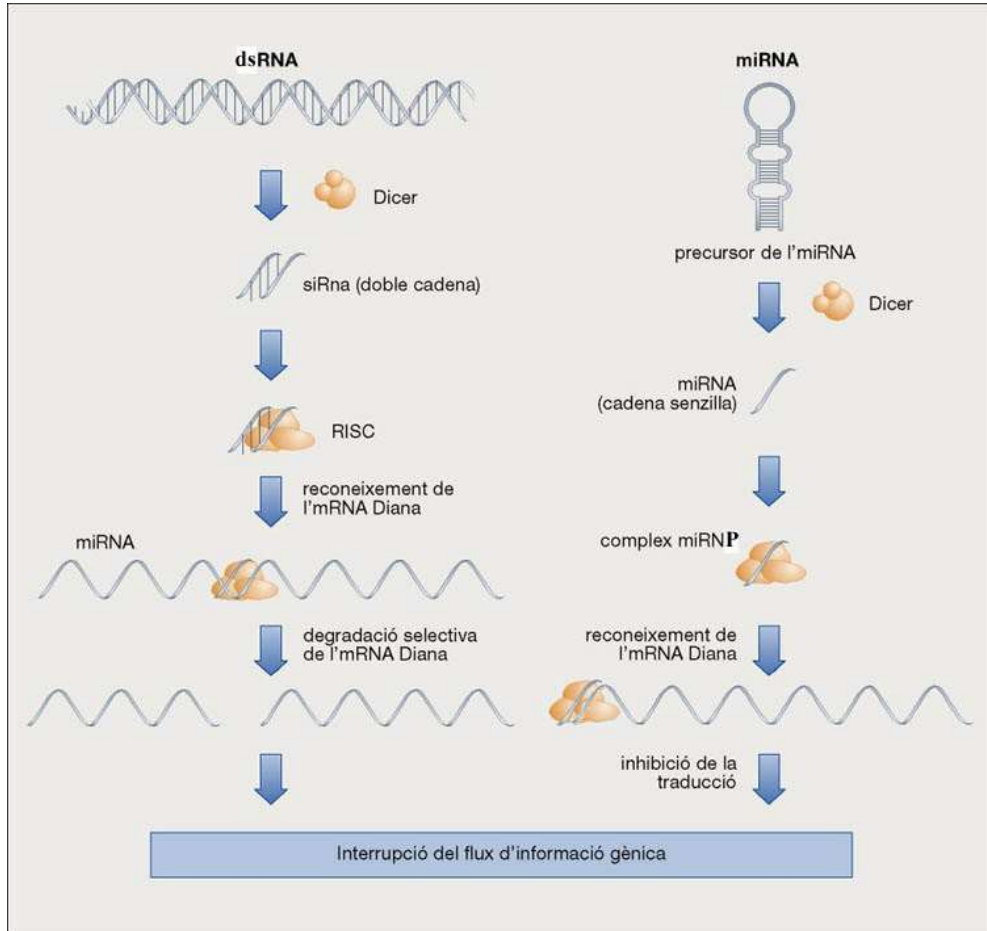 dsRNA
Dicer
siRna (doble cadena)
RISC
reconeixement de
l'mRNA Diana
miRNA
degradació selectiva
de l'mRNA Diana
miRNA
precursor de l'miRNA
Dicer
miRNA
(cadena senzilla)
complex miRNP
reconeixement de
l'mRNA Diana
inhibició de la
traducció
Interrupció del flux d'informació gènica